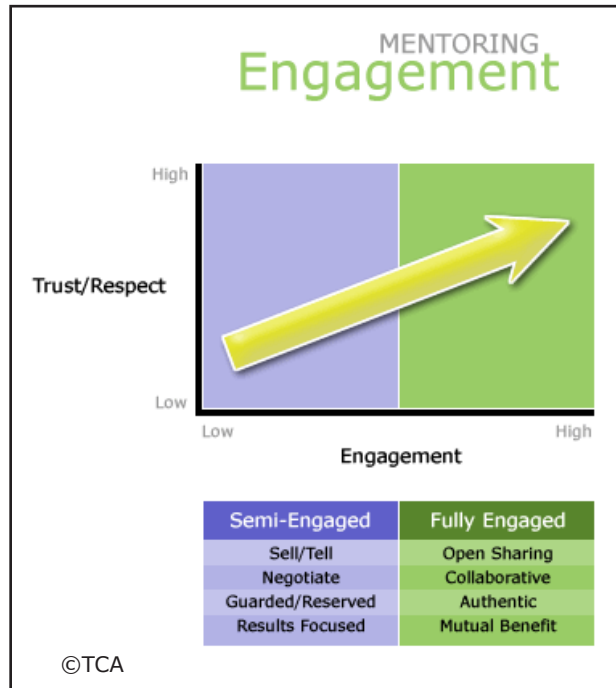 MENTORING
Engagement
High
Trust/Respect
Low
Low High
Engagement
Semi-Engaged Fully Engaged
Sell/Tell Open Sharing
Negotiate Collaborative
Guarded/Reserved Authentic
Results Focused Mutual Benefit
©TCA